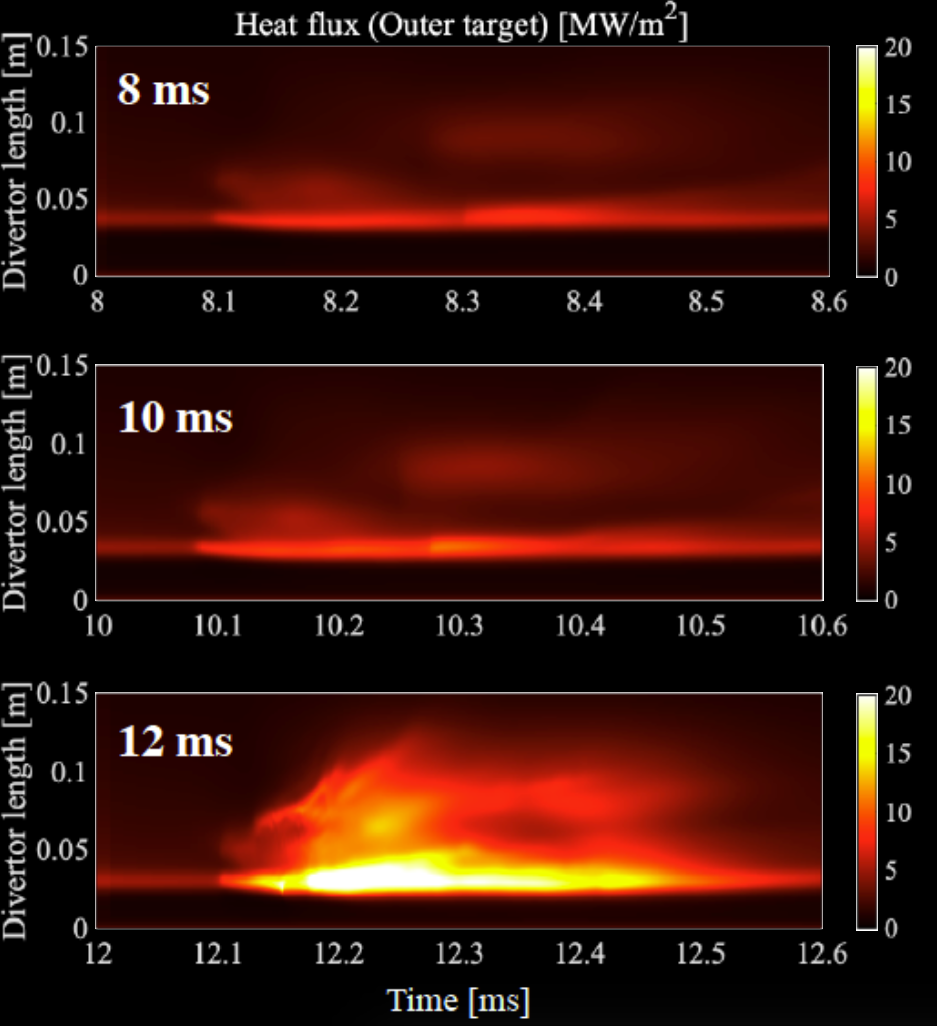 Heat flux (Outer target) [MW/m²]
Divertor length [m]
0.15
0.1
0.05
0
8 ms
8 8.1 8.2 8.3 8.4 8.5 8.6
20
15
10
5
0
Divertor length [m]
0.15
0.1
0.05
0
10 ms
10 10.1 10.2 10.3 10.4 10.5 10.6
20
15
10
5
0
Divertor length [m]
0.15
0.1
0.05
0
12 ms
12 12.1 12.2 12.3 12.4 12.5 12.6
20
15
10
5
0
Time [ms]